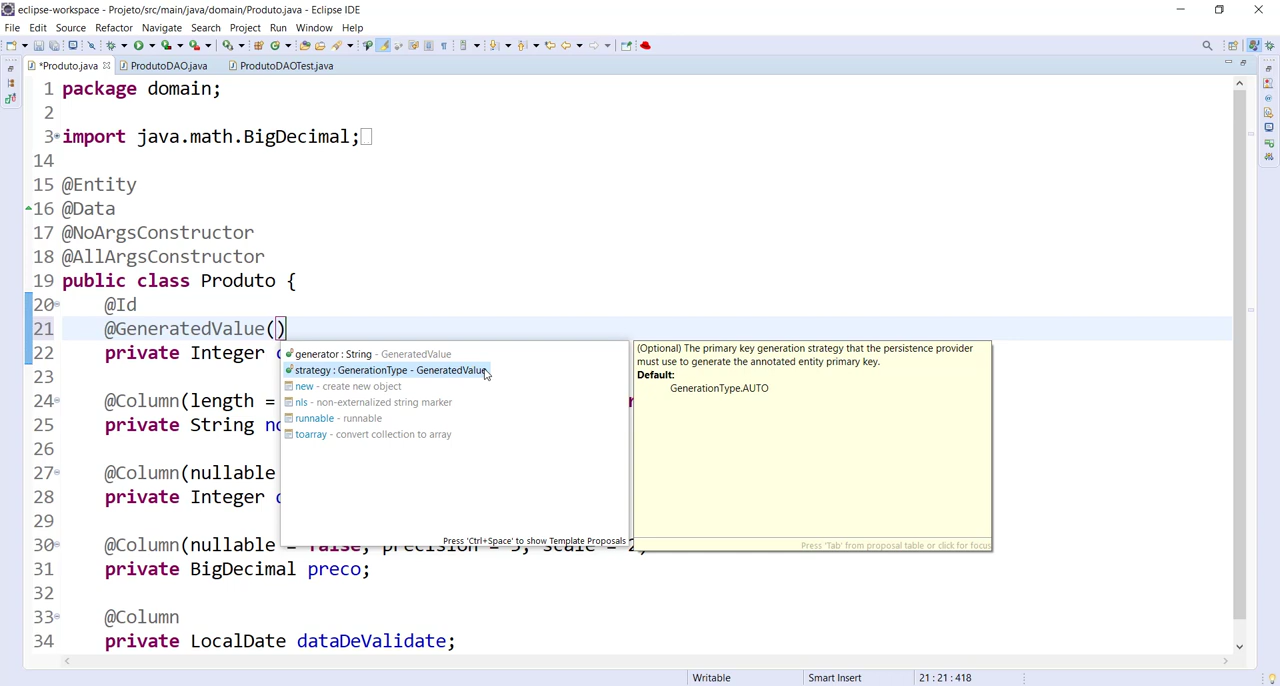 eclipse-workspace - Projeto/src/main/java/domain/Produto.java - Eclipse IDE
File Edit Source Refactor Navigate Search Project Run Window Help
*Produto.java ProdutoDAO.java ProdutoDAOTest.java
1 package domain;
2
3 import java.math.BigDecimal;
14
15 @Entity
16 @Data
17 @NoArgsConstructor
18 @AllArgsConstructor
19 public class Produto {
20 @Id
21 @GeneratedValue()
22 private Integer
23
24 @Column(length =
25 private String
26
27 @Column(nullable
28 private Integer
29
30 @Column(nullable = false, precision = 5, scale = 2)
31 private BigDecimal preco;
32
33 @Column
34 private LocalDate dataDeValidate;
generator : String - GeneratedValue
strategy : GenerationType - GeneratedValue
new - create new object
nls - non-externalized string marker
runnable - runnable
toarray - convert collection to array
Press 'Ctrl+Space' to show Template Proposals
(Optional) The primary key generation strategy that the persistence provider
must use to generate the annotated entity primary key.
Default:
GenerationType.AUTO
Press 'Tab' from proposal table or click for focus
Writable Smart Insert 21 : 21 : 418